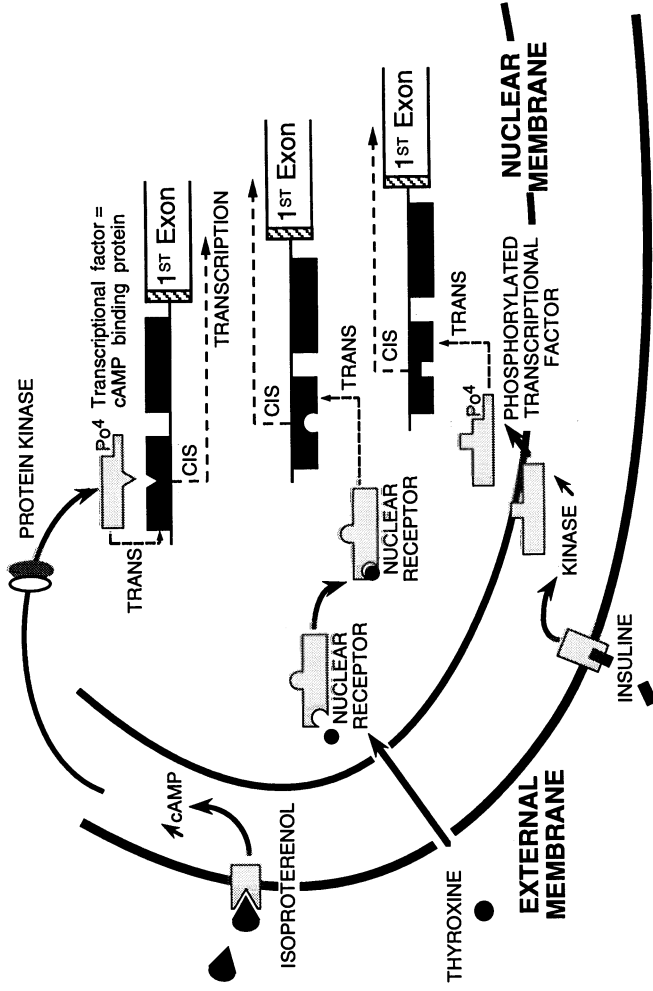 PROTEIN KINASE
Po4
Transcriptional factor =
cAMP binding protein
TRANS
1ST Exon
cAMP
CIS
TRANSCRIPTION
CIS
1ST Exon
ISOPROTERENOL
NUCLEAR
RECEPTOR
TRANS
NUCLEAR
RECEPTOR
CIS
1ST Exon
THYROXINE
TRANS
Po4
PHOSPHORYLATED
TRANSCRIPTIONAL
FACTOR
NUCLEAR
MEMBRANE
EXTERNAL
MEMBRANE
KINASE
INSULINE